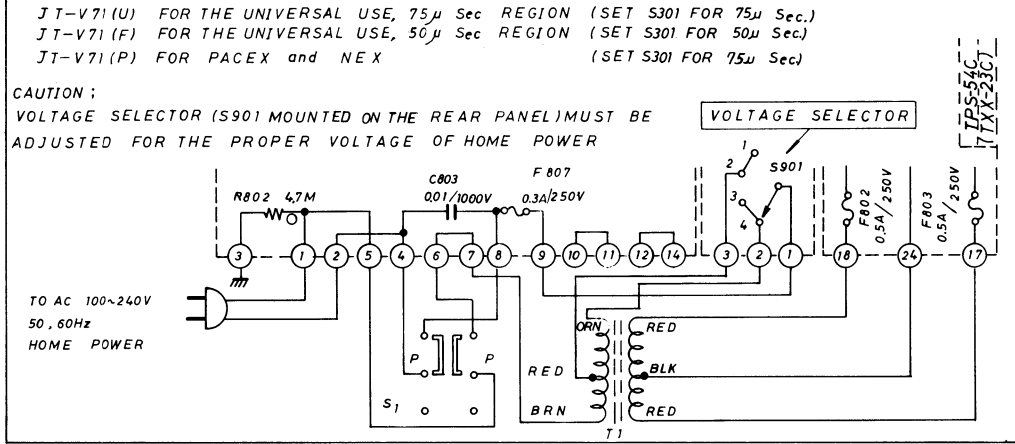 JT-V71(U) FOR THE UNIVERSAL USE, 75μ Sec REGION (SET S301 FOR 75μ Sec.)
JT-V71(F) FOR THE UNIVERSAL USE, 50μ Sec REGION (SET S301 FOR 50μ Sec.)
JT-V71(P) FOR PACEX and NEX (SET S301 FOR 75μ Sec)
CAUTION ;
VOLTAGE SELECTOR (S901 MOUNTED ON THE REAR PANEL) MUST BE
ADJUSTED FOR THE PROPER VOLTAGE OF HOME POWER
VOLTAGE SELECTOR
TPS-54C
TTX-23CT
R802 4,7M
C803
0,01/1000V
F807
0.3A/250V
1
2
3
4
S901
F802
0.5A/250V
F803
0.5A/250V
3 1 2 5 4 6 7 8 9 10 11 12 14 3 2 1 18 24 17
TO AC 100~240V
50, 60Hz
HOME POWER
P P
S1
ORN
RED
BRN
RED
BLK
RED
T1